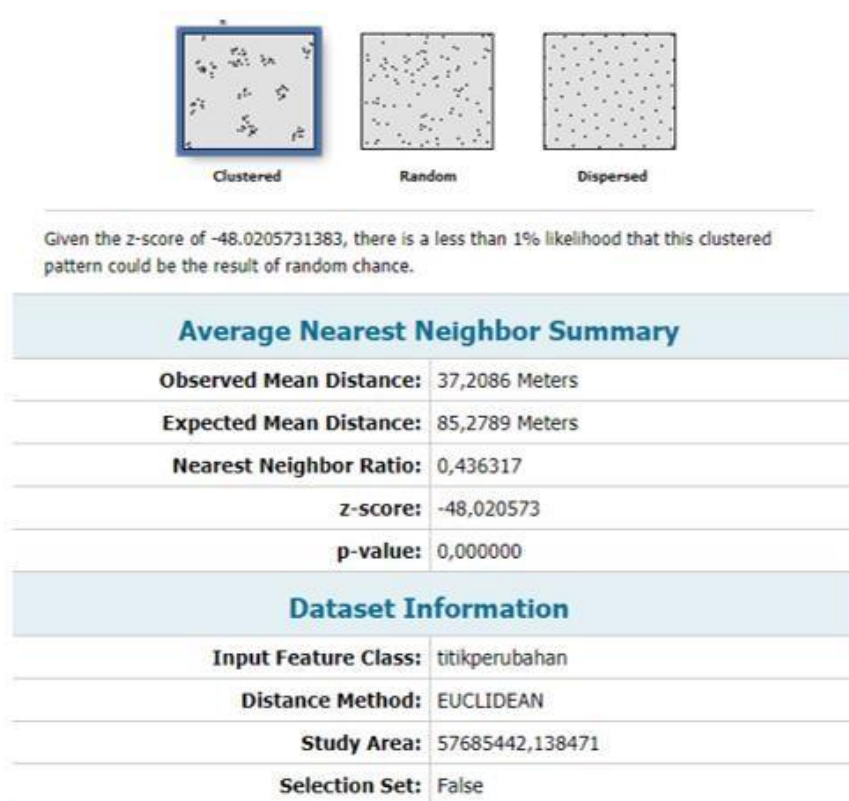 Clustered Random Dispersed
Given the z-score of -48.0205731383, there is a less than 1% likelihood that this clustered
pattern could be the result of random chance.
Average Nearest Neighbor Summary
Observed Mean Distance: 37,2086 Meters
Expected Mean Distance: 85,2789 Meters
Nearest Neighbor Ratio: 0,436317
z-score: -48,020573
p-value: 0,000000
Dataset Information
Input Feature Class: titikperubahan
Distance Method: EUCLIDEAN
Study Area: 57685442,138471
Selection Set: False